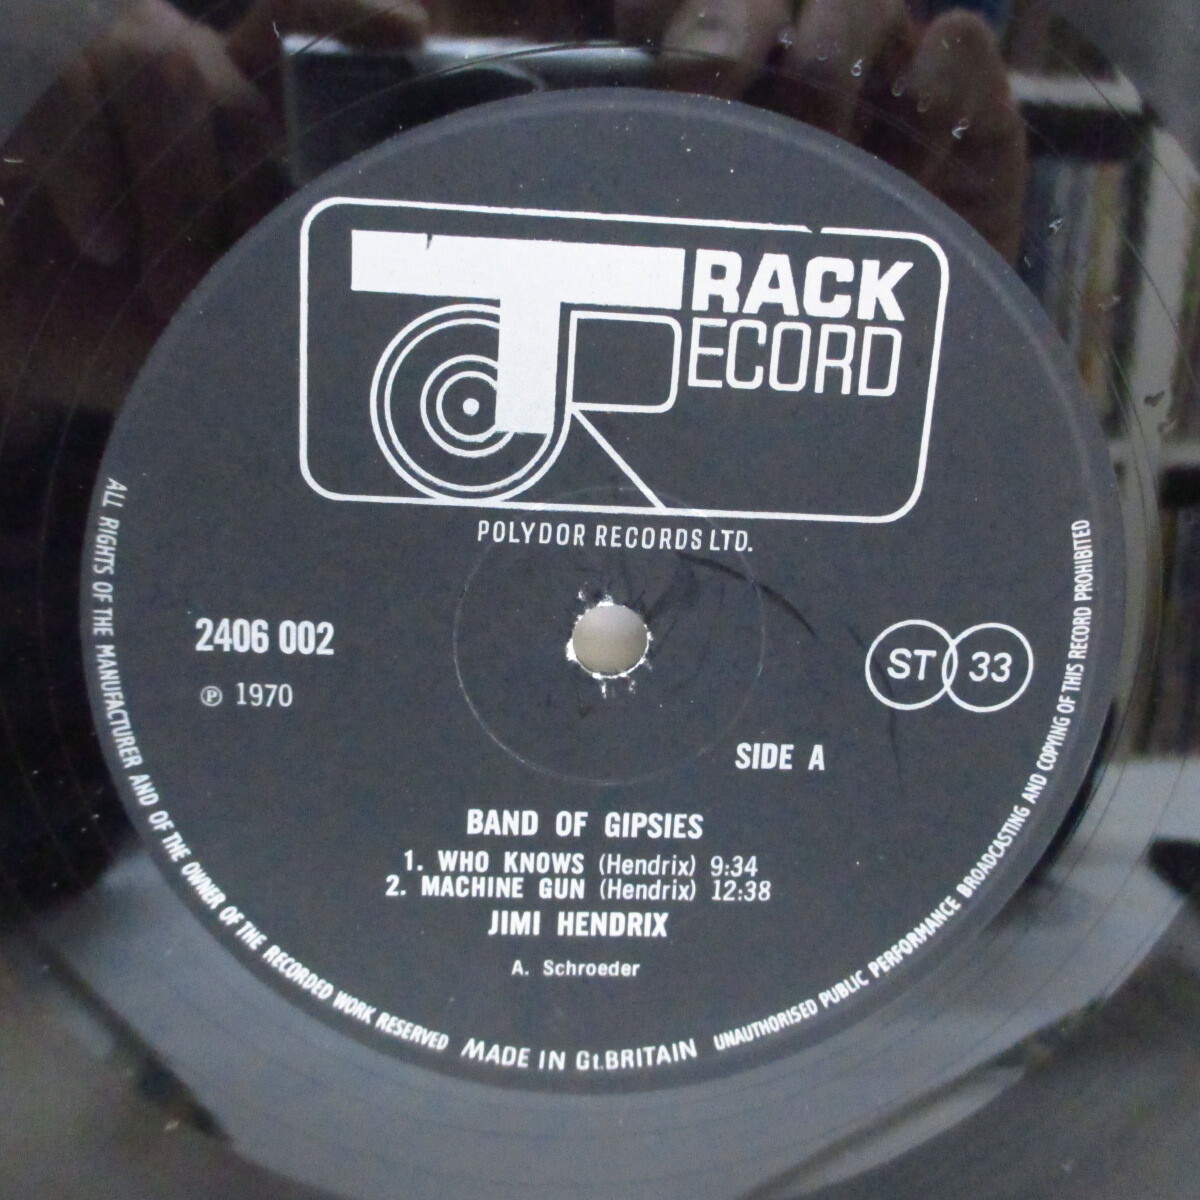 TRACK
RECORD
POLYDOR RECORDS LTD.
2406 002
℗ 1970
ST 33
SIDE A
BAND OF GIPSIES
1. WHO KNOWS (Hendrix) 9:34
2. MACHINE GUN (Hendrix) 12:38
JIMI HENDRIX
A. Schroeder
ALL RIGHTS OF THE MANUFACTURER AND OF THE OWNER OF THE RECORDED WORK RESERVED MADE IN Gt.BRITAIN UNAUTHORISED PUBLIC PERFORMANCE BROADCASTING AND COPYING OF THIS RECORD PROHIBITED